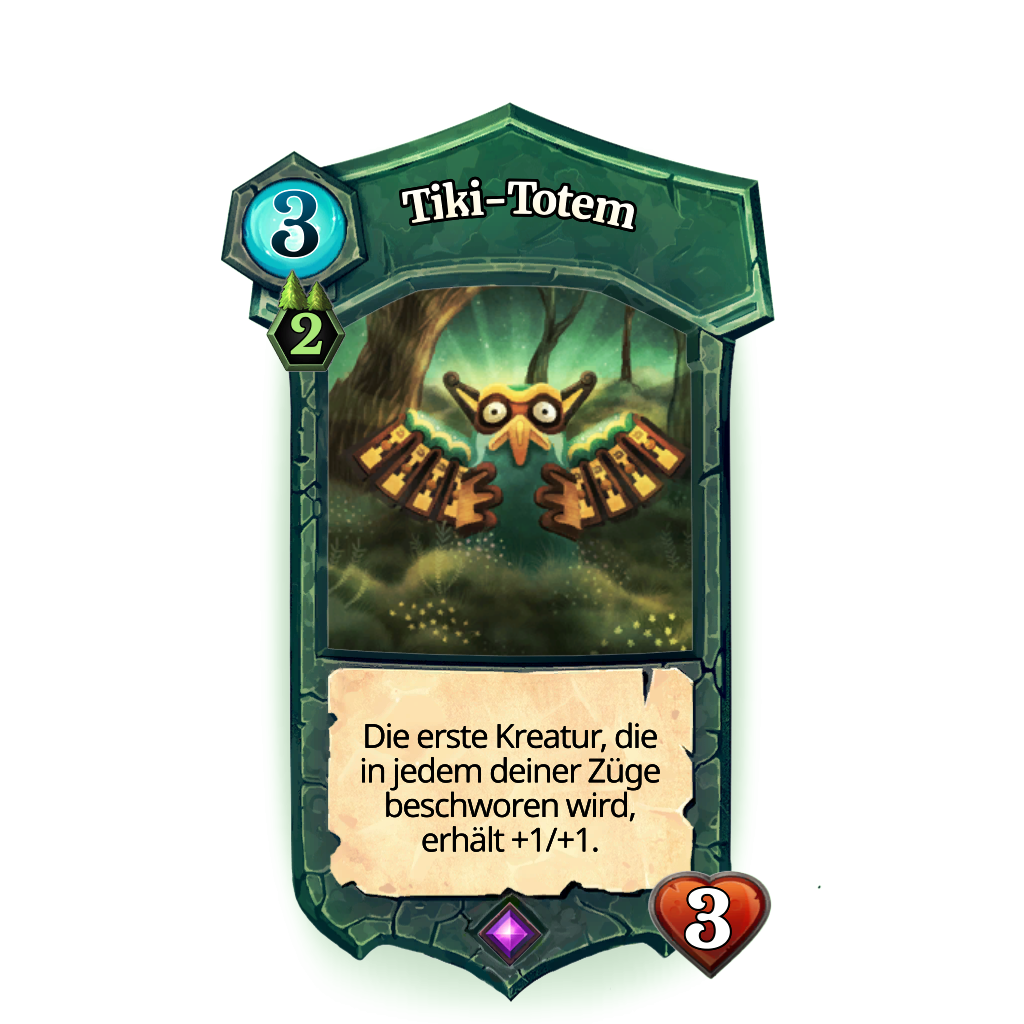 Tiki-Totem
3
2
Die erste Kreatur, die
in jedem deiner Züge
beschworen wird,
erhält +1/+1.
3